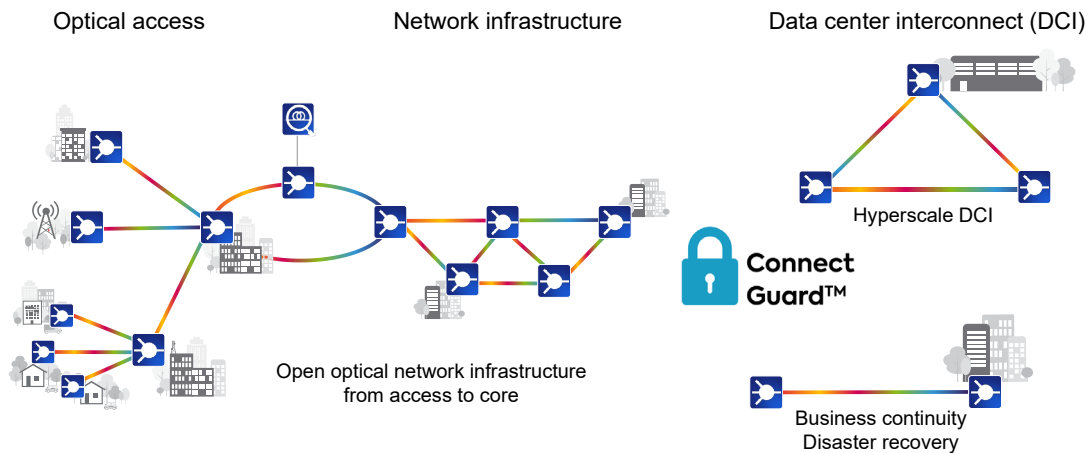 Optical access
Network infrastructure
Data center interconnect (DCI)
Hyperscale DCI
Connect
Guard™
Open optical network infrastructure
from access to core
Business continuity
Disaster recovery